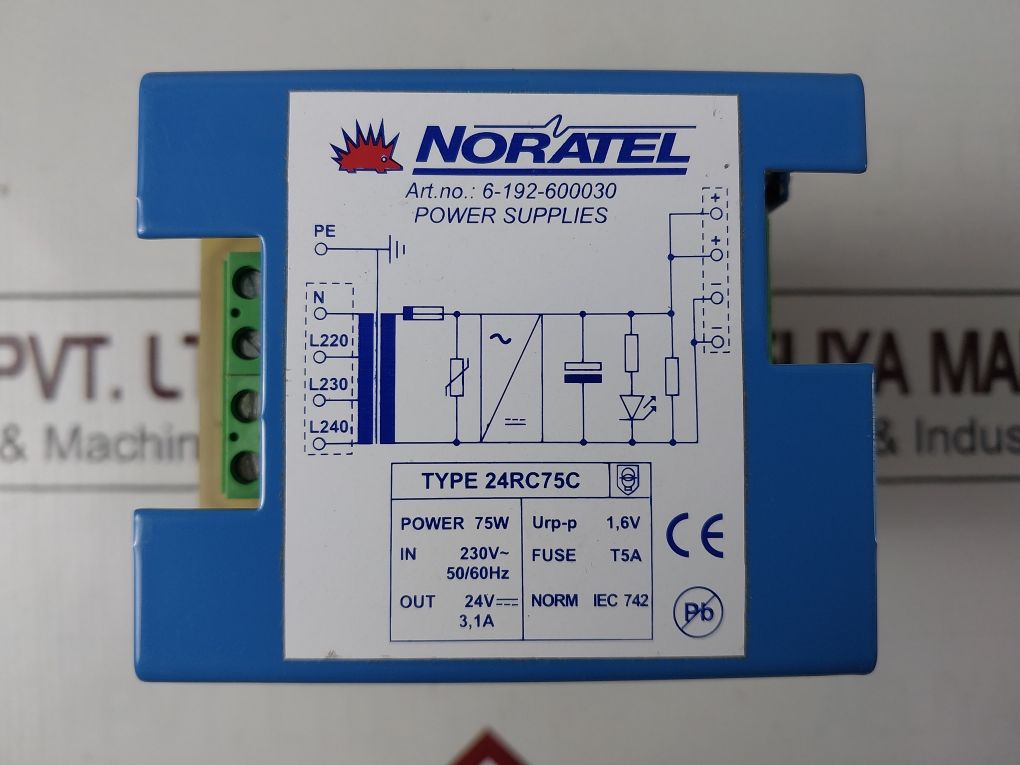 NORATEL
Art.no.: 6-192-600030
POWER SUPPLIES
PE
N
L220
L230
L240
+
+
−
−
TYPE 24RC75C
POWER 75W
Urp-p 1,6V
IN 230V~
50/60Hz
FUSE T5A
OUT 24V⎓
3,1A
NORM IEC 742
CE
Pb
PVT.
& Machin
MA
& Indus